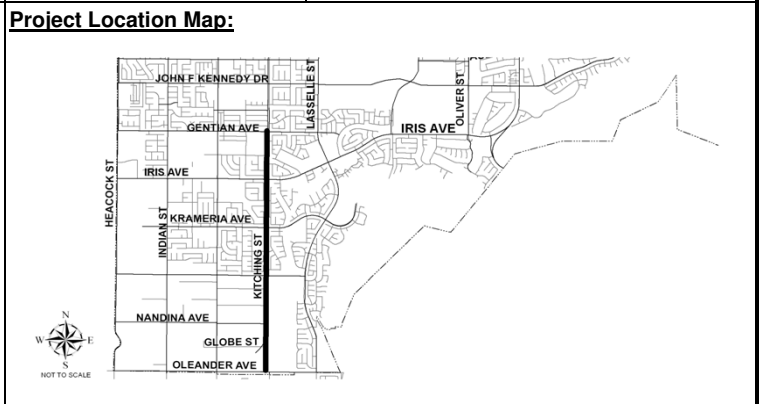 Project Location Map:
JOHN F KENNEDY DR
LASSELLE ST
OLIVER ST
GENTIAN AVE
IRIS AVE
HEACOCK ST
IRIS AVE
INDIAN ST
KRAMERIA AVE
KITCHING ST
NANDINA AVE
GLOBE ST
OLEANDER AVE
N
W E
S
NOT TO SCALE